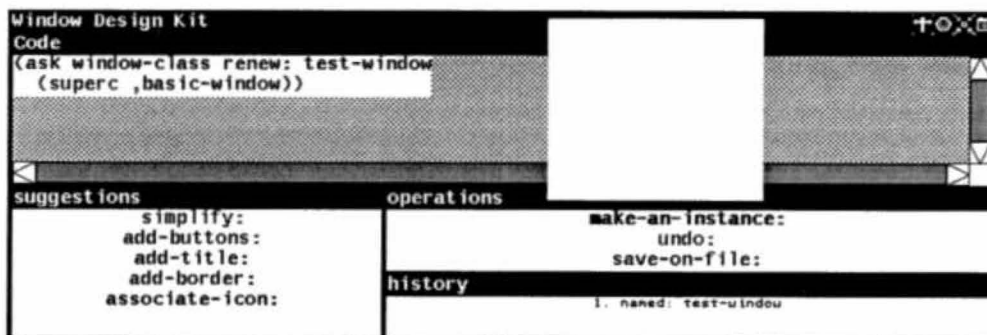 Window Design Kit
Code
(ask window-class renew: test-window
(superc ,basic-window))
suggestions
simplify:
add-buttons:
add-title:
add-border:
associate-icon:
operations
make-an-instance:
undo:
save-on-file:
history
1. named: test-window